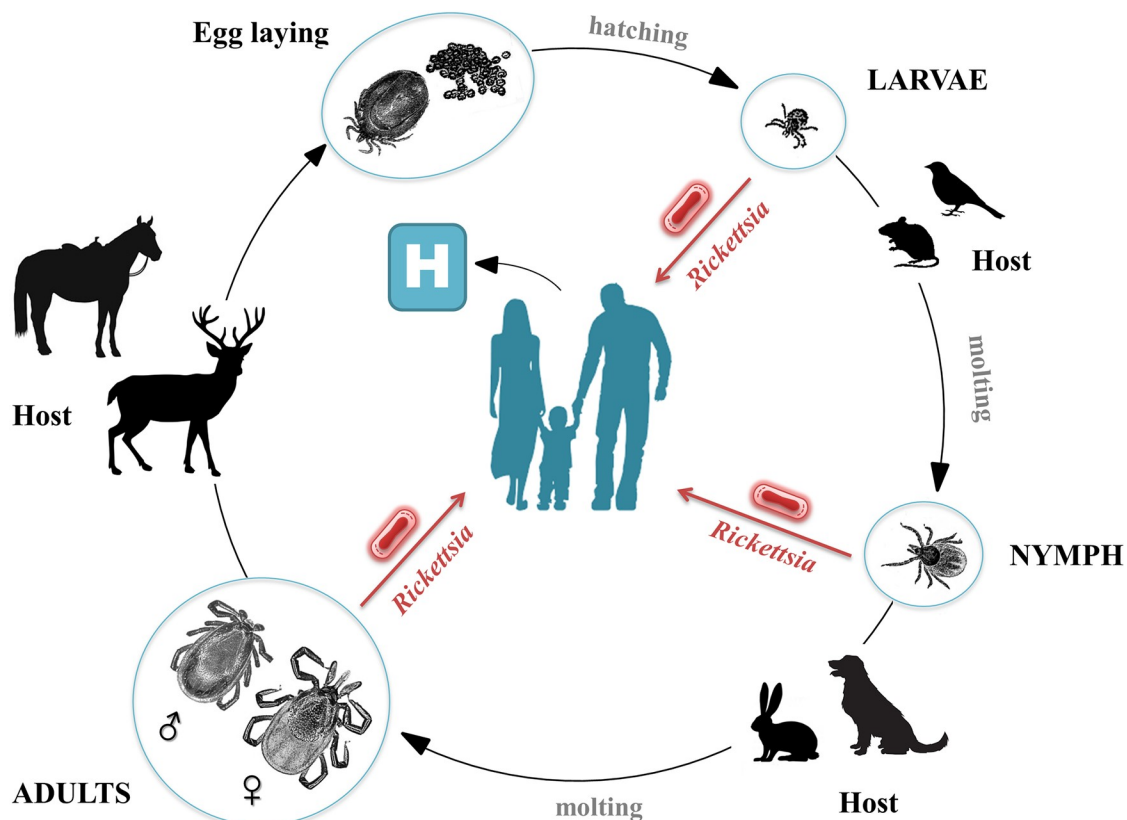 Egg laying
hatching
LARVAE
Rickettsia
Host
H
molting
Host
Rickettsia
Rickettsia
NYMPH
ADULTS
♂
♀
molting
Host